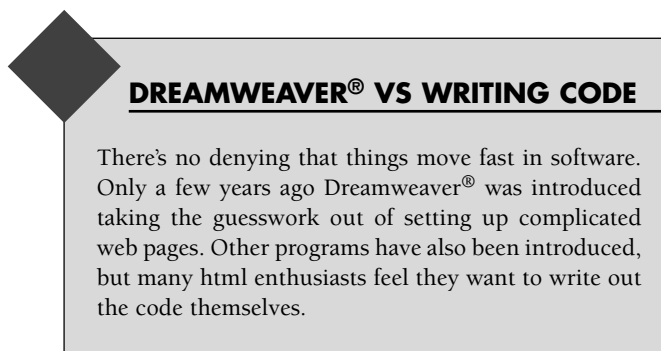 DREAMWEAVER® VS WRITING CODE
There's no denying that things move fast in software.
Only a few years ago Dreamweaver® was introduced
taking the guesswork out of setting up complicated
web pages. Other programs have also been introduced,
but many html enthusiasts feel they want to write out
the code themselves.